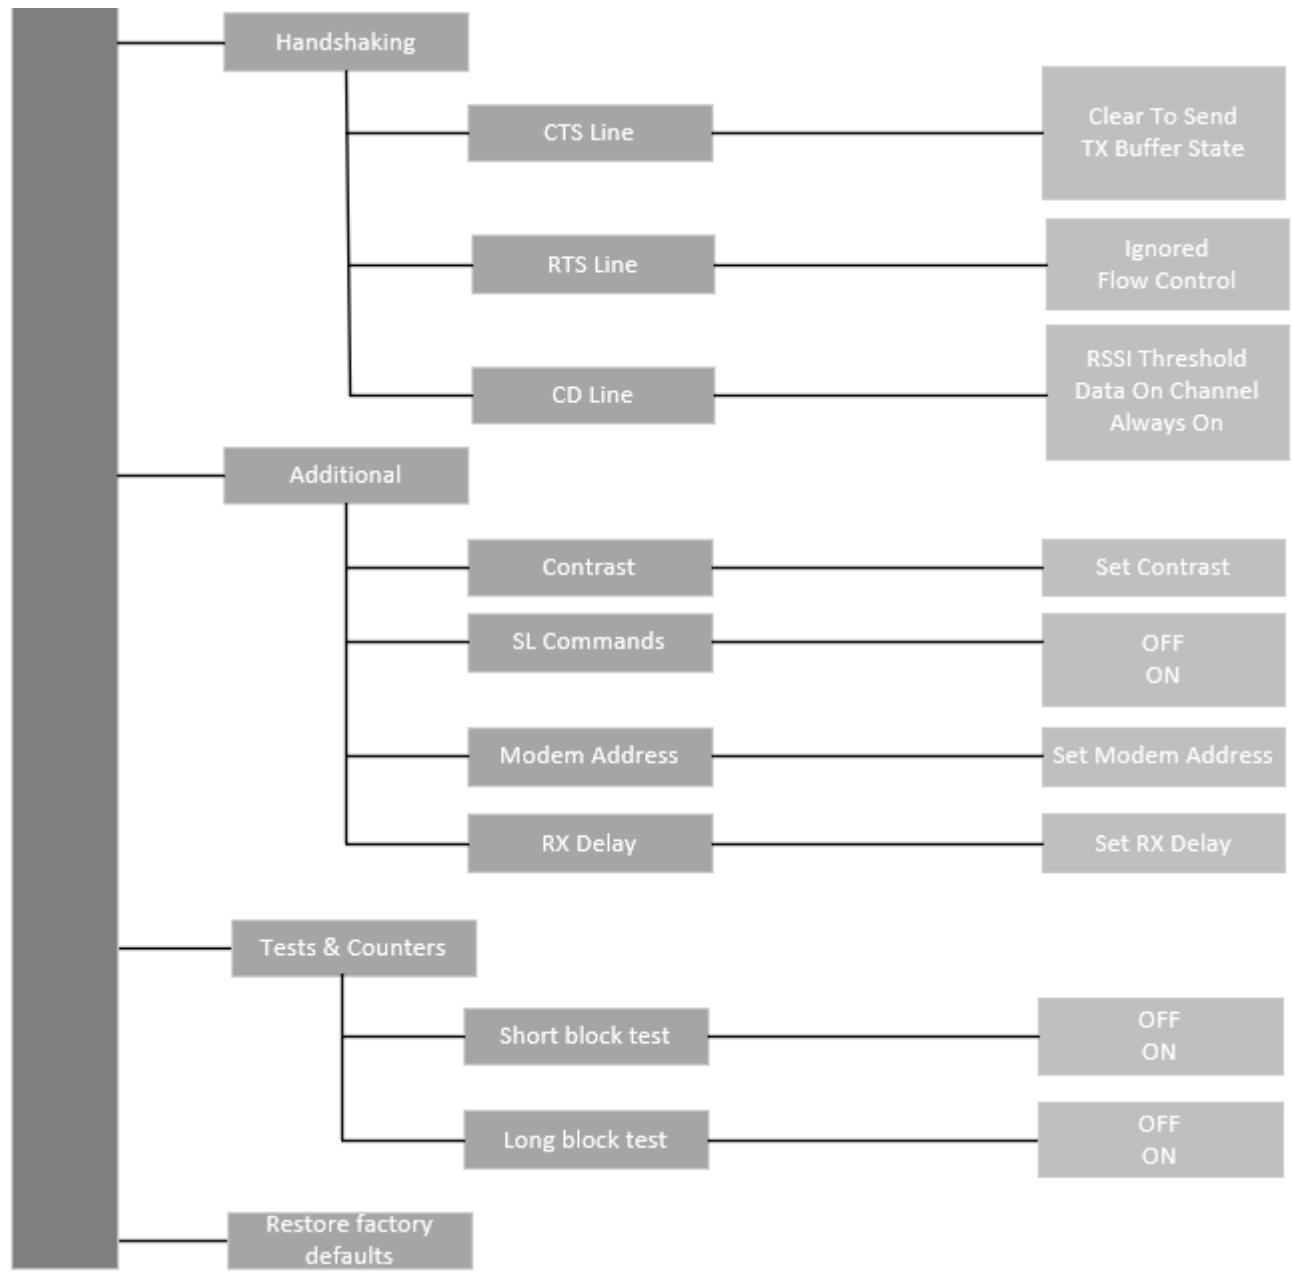 Handshaking
CTS Line
Clear To Send
TX Buffer State
RTS Line
Ignored
Flow Control
CD Line
RSSI Threshold
Data On Channel
Always On
Additional
Contrast
Set Contrast
SL Commands
OFF
ON
Modem Address
Set Modem Address
RX Delay
Set RX Delay
Tests & Counters
Short block test
OFF
ON
Long block test
OFF
ON
Restore factory
defaults